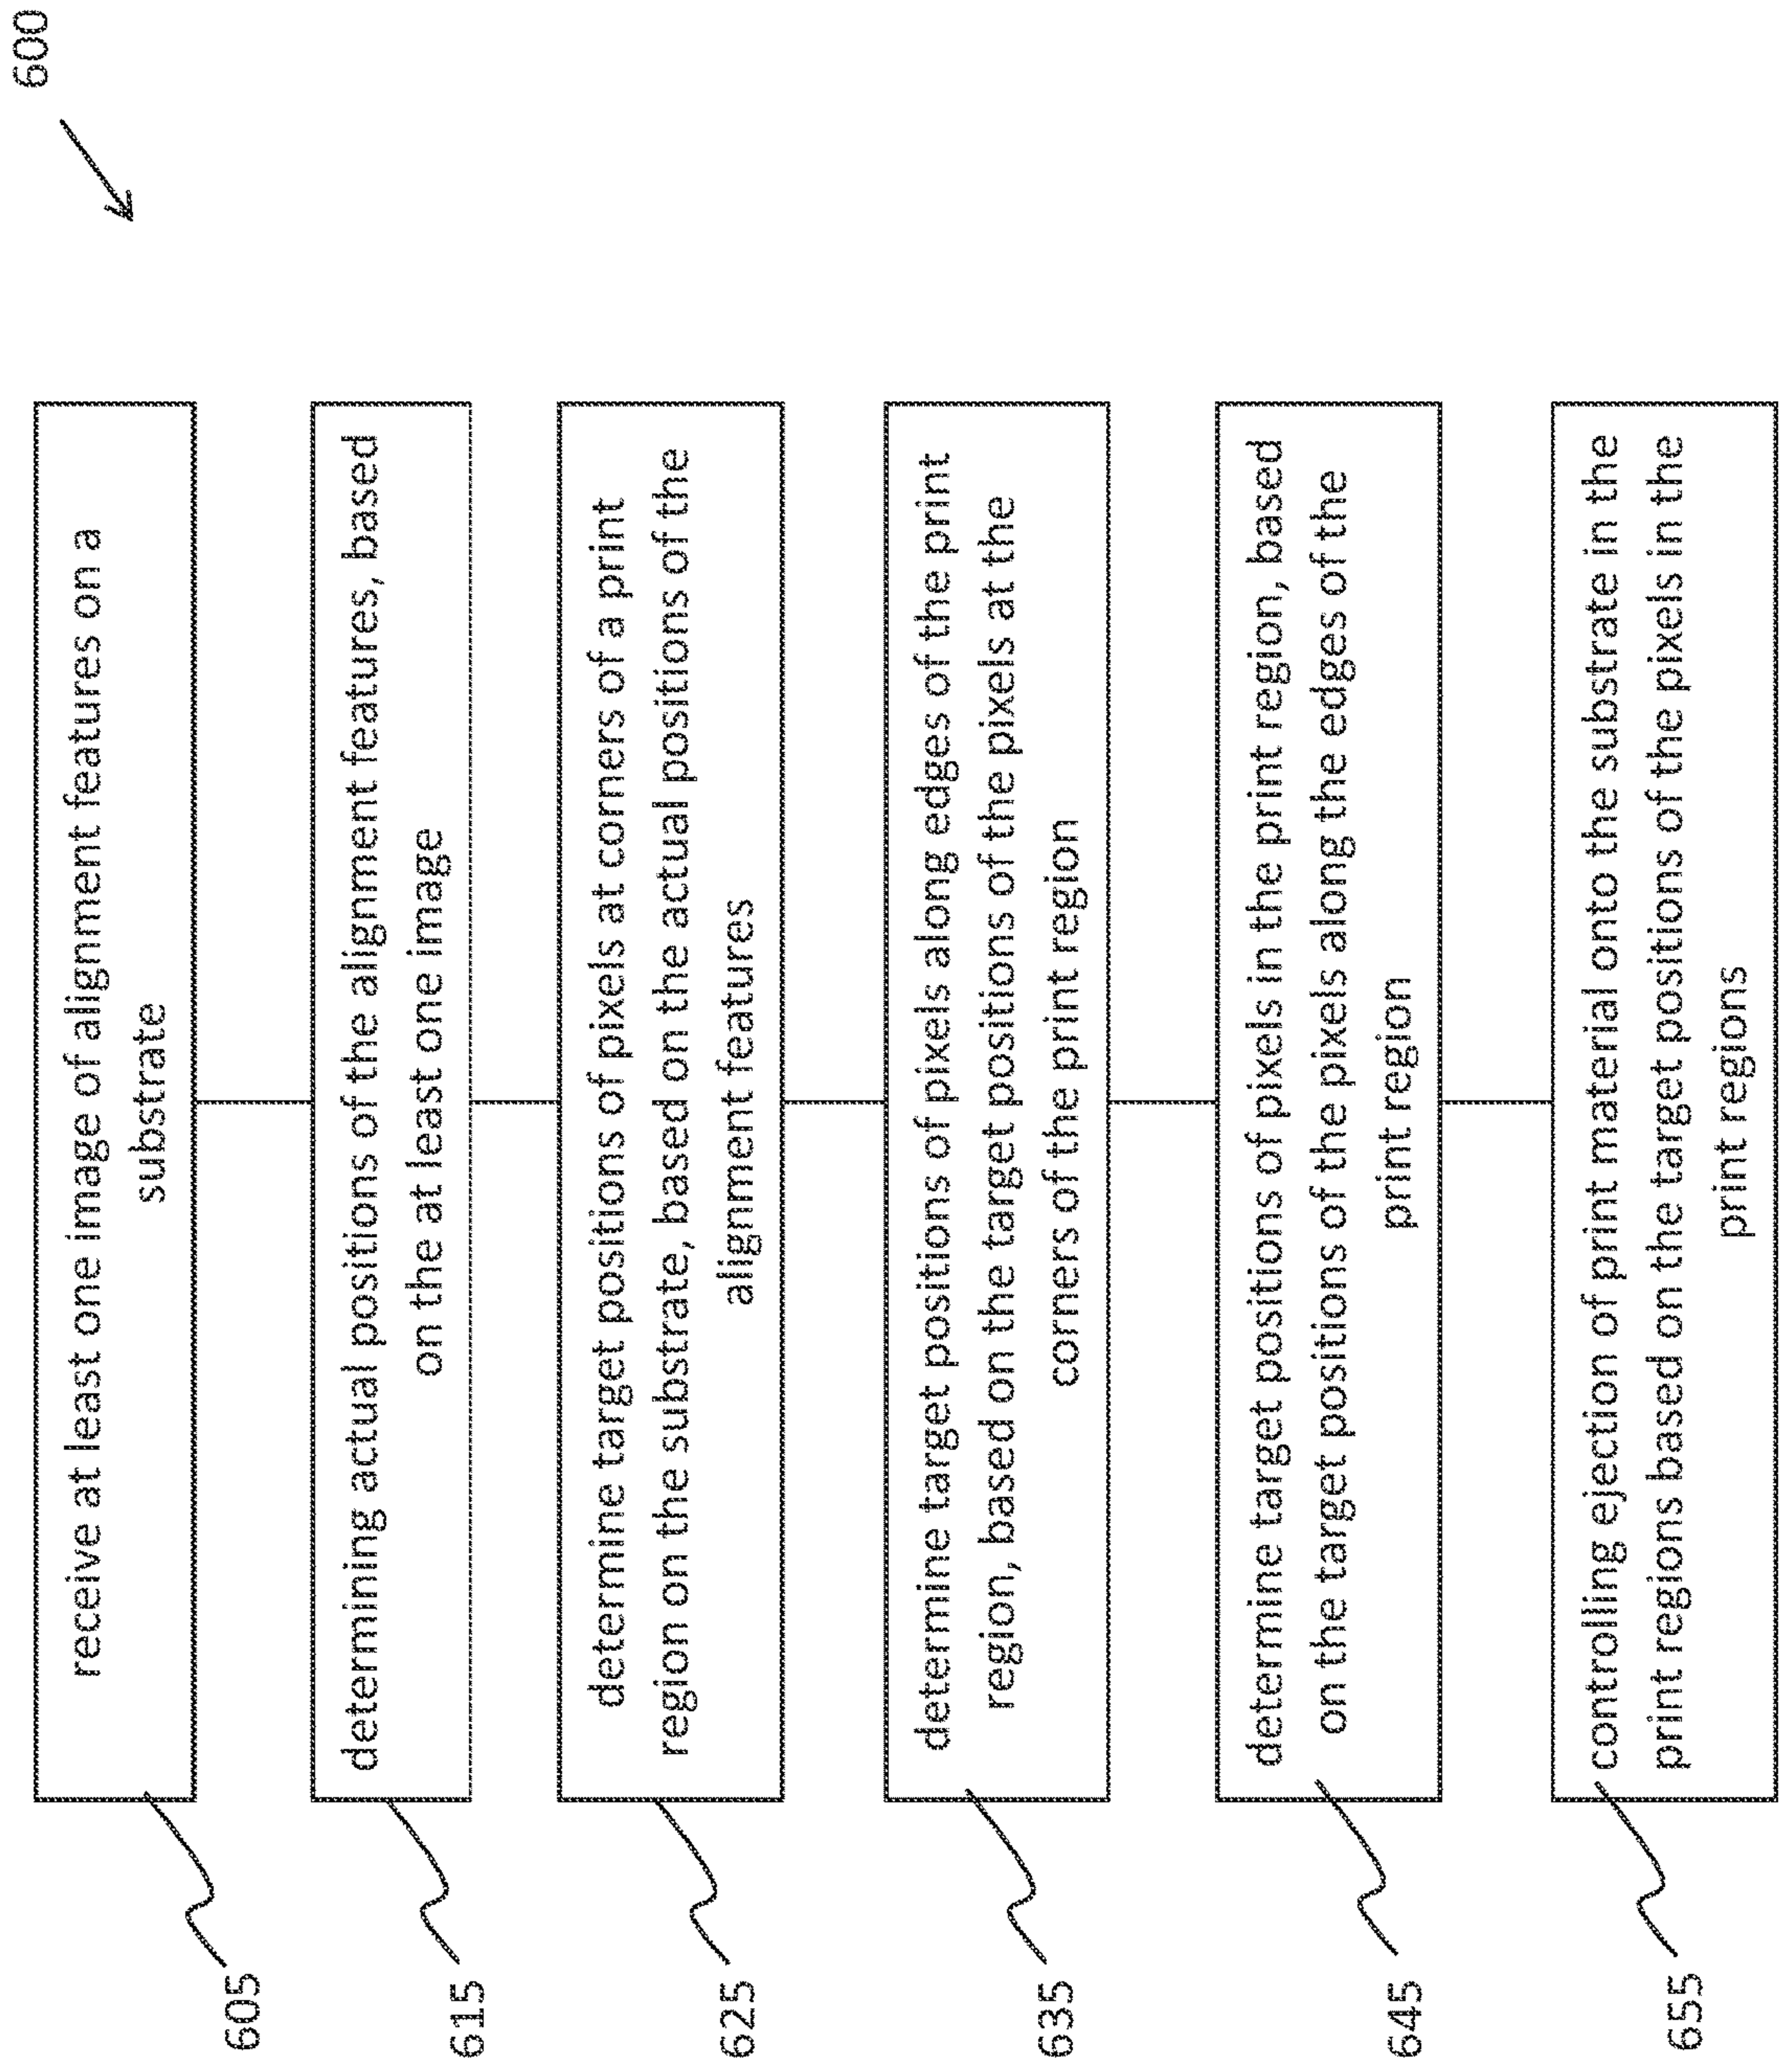 600
605
receive at least one image of alignment features on a
substrate
615
determining actual positions of the alignment features, based
on the at least one image
625
determine target positions of pixels at corners of a print
region on the substrate, based on the actual positions of the
alignment features
635
determine target positions of pixels along edges of the print
region, based on the target positions of the pixels at the
corners of the print region
645
determine target positions of pixels in the print region, based
on the target positions of the pixels along the edges of the
print region
655
controlling ejection of print material onto the substrate in the
print regions based on the target positions of the pixels in the
print regions